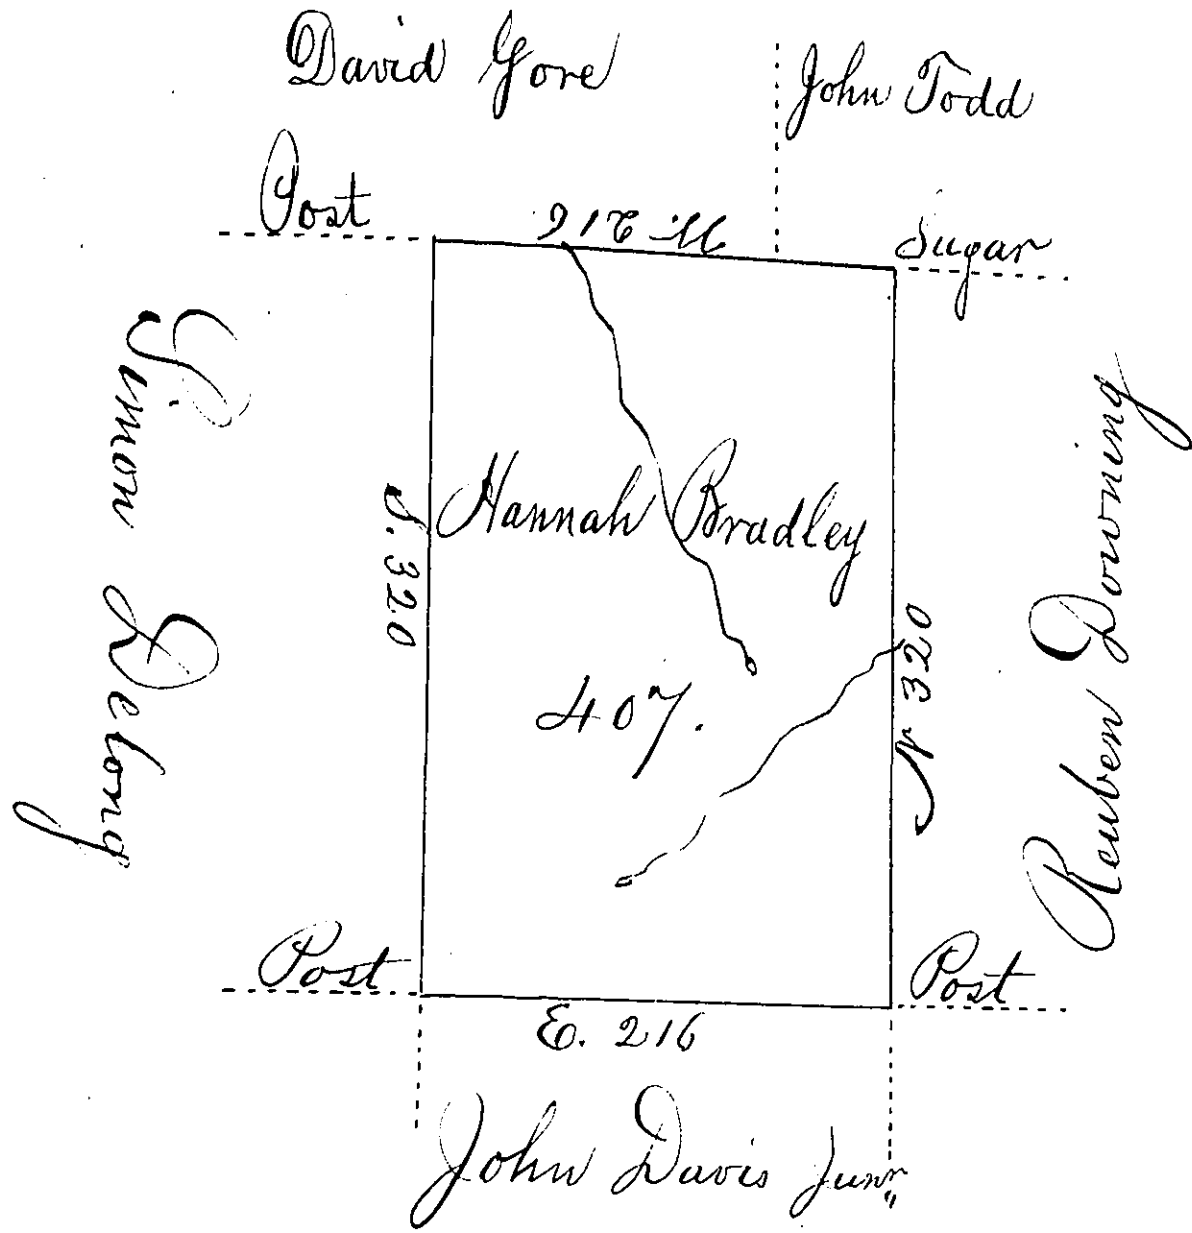 David Gore
John Todd
Post
W. 216
Sugar
Simon Delong
S. 320
Hannah Bradley
407.
N 320
Reuben Downing
Post
Post
E. 216
John Davis Junr